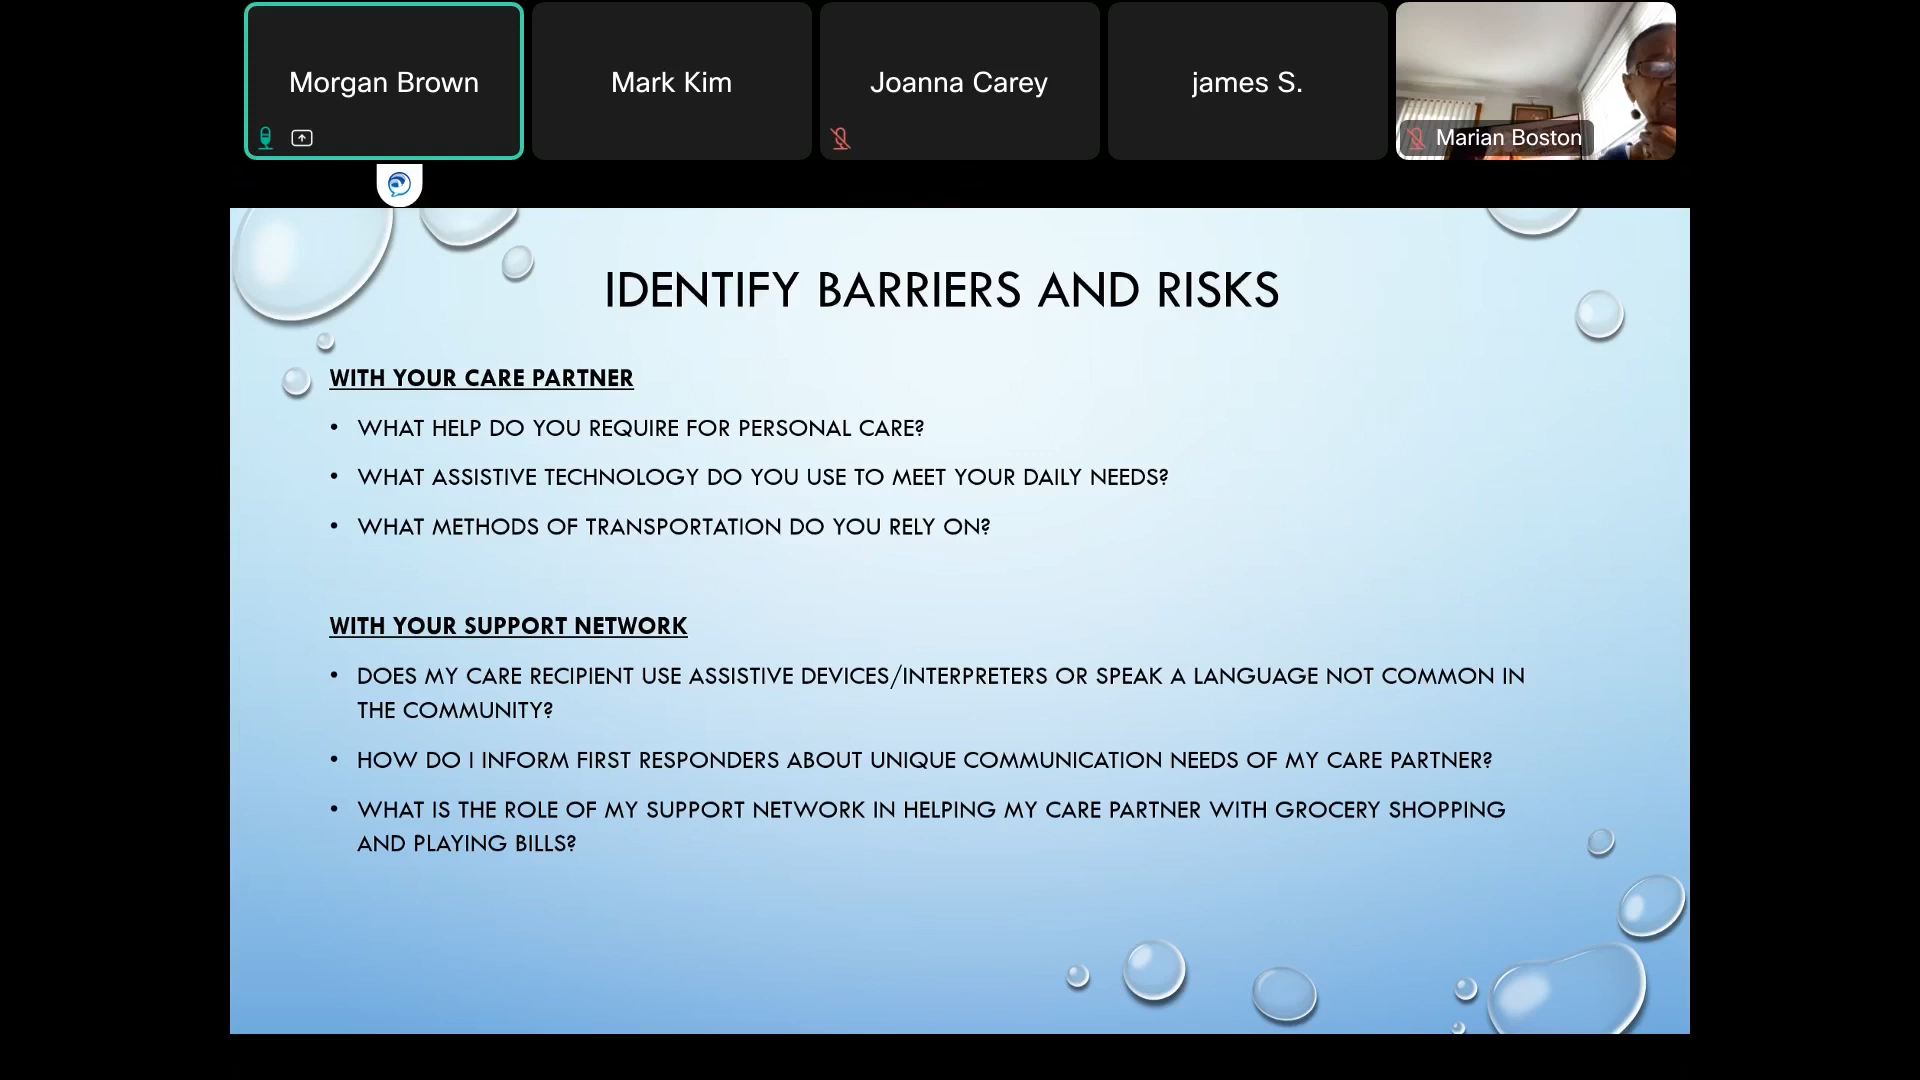 Morgan Brown
Mark Kim
Joanna Carey
james S.
Marian Boston
IDENTIFY BARRIERS AND RISKS
WITH YOUR CARE PARTNER
• WHAT HELP DO YOU REQUIRE FOR PERSONAL CARE?
• WHAT ASSISTIVE TECHNOLOGY DO YOU USE TO MEET YOUR DAILY NEEDS?
• WHAT METHODS OF TRANSPORTATION DO YOU RELY ON?
WITH YOUR SUPPORT NETWORK
• DOES MY CARE RECIPIENT USE ASSISTIVE DEVICES/INTERPRETERS OR SPEAK A LANGUAGE NOT COMMON IN
THE COMMUNITY?
• HOW DO I INFORM FIRST RESPONDERS ABOUT UNIQUE COMMUNICATION NEEDS OF MY CARE PARTNER?
• WHAT IS THE ROLE OF MY SUPPORT NETWORK IN HELPING MY CARE PARTNER WITH GROCERY SHOPPING
AND PLAYING BILLS?